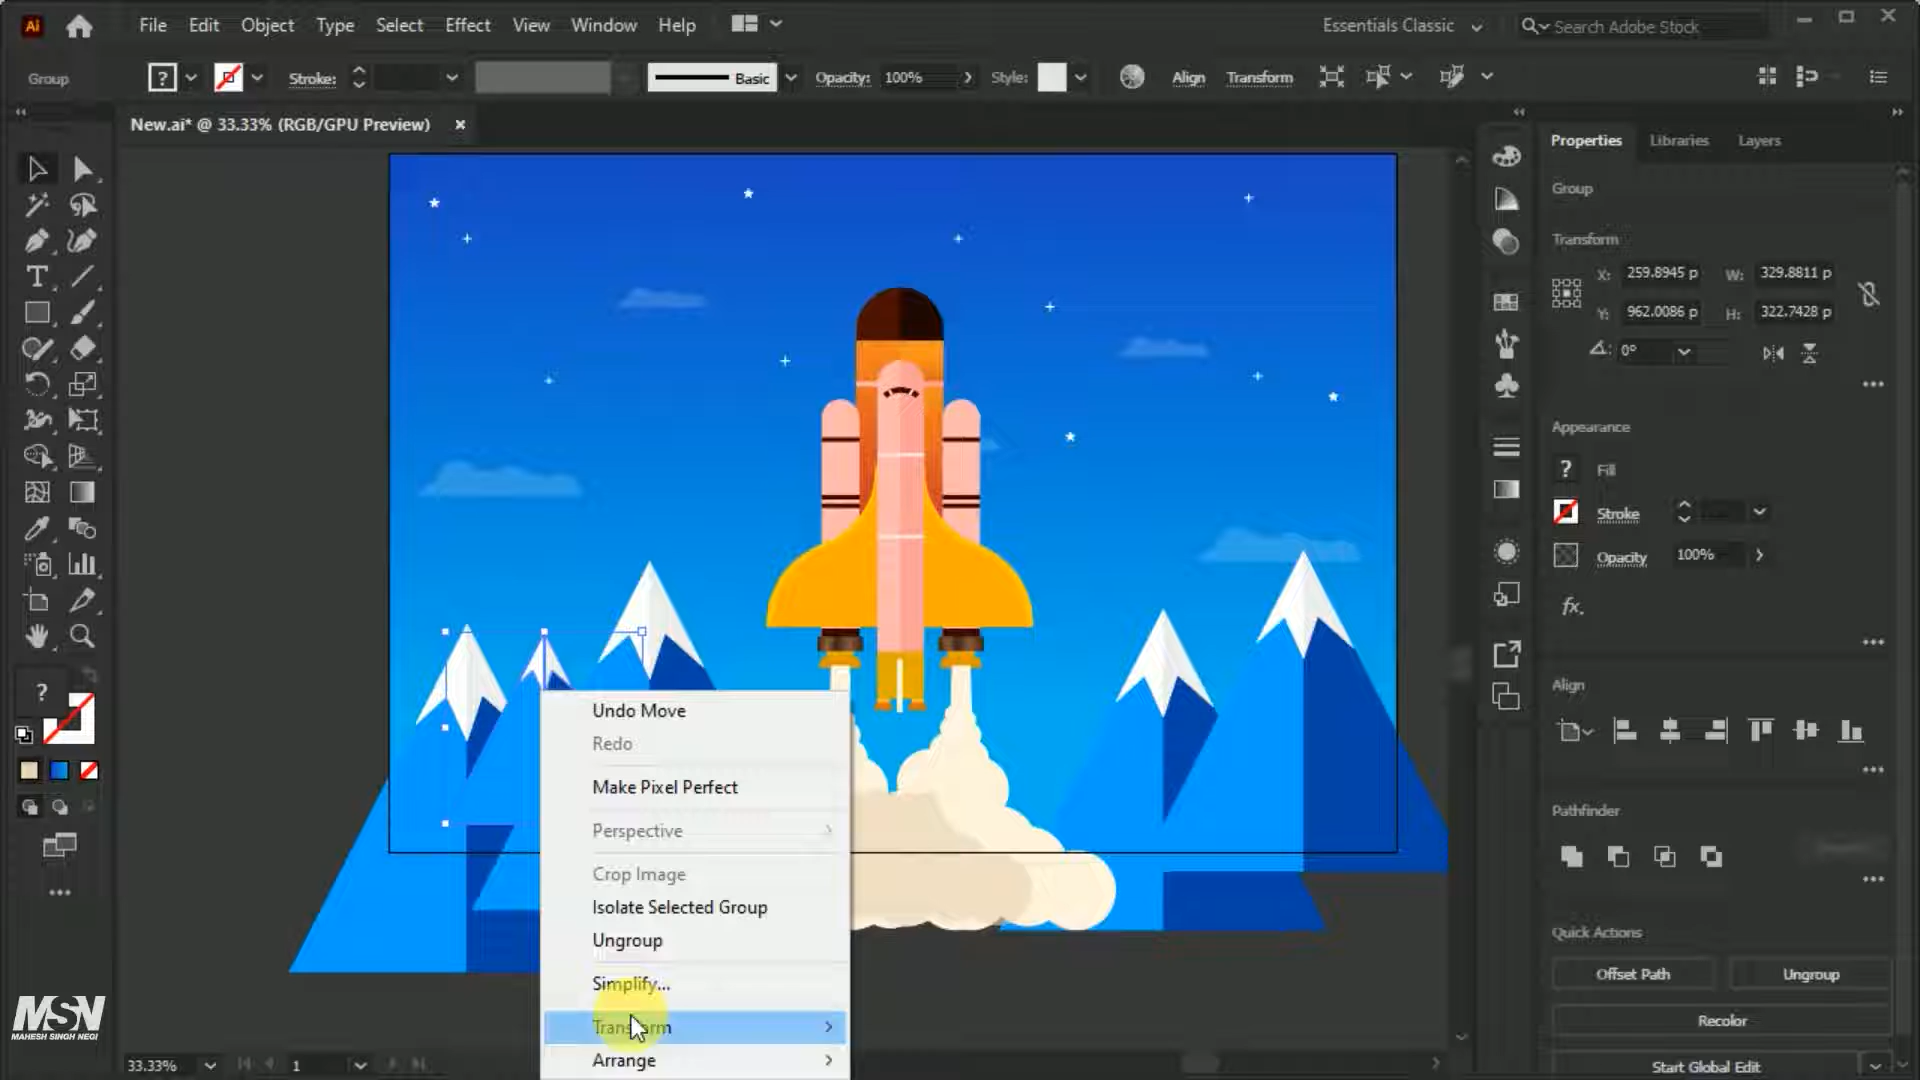 Ai File Edit Object Type Select Effect View Window Help Essentials Classic Search Adobe Stock
Group ? Stroke: Basic Opacity: 100% Style: Align Transform
New.ai* @ 33.33% (RGB/GPU Preview) ×
Properties Libraries Layers
Group
Transform
X: 259.8945 p W: 329.8811 p
Y: 962.0086 p H: 322.7428 p
0°
Appearance
? Fill
Stroke
Opacity 100%
fx.
Align
Pathfinder
Quick Actions
Offset Path Ungroup
Recolor
Start Global Edit
T
?
Undo Move
Redo
Make Pixel Perfect
Perspective
Crop Image
Isolate Selected Group
Ungroup
Simplify...
Transform
Arrange
MSN
MAHESH SINGH NEGI
33.33% 1